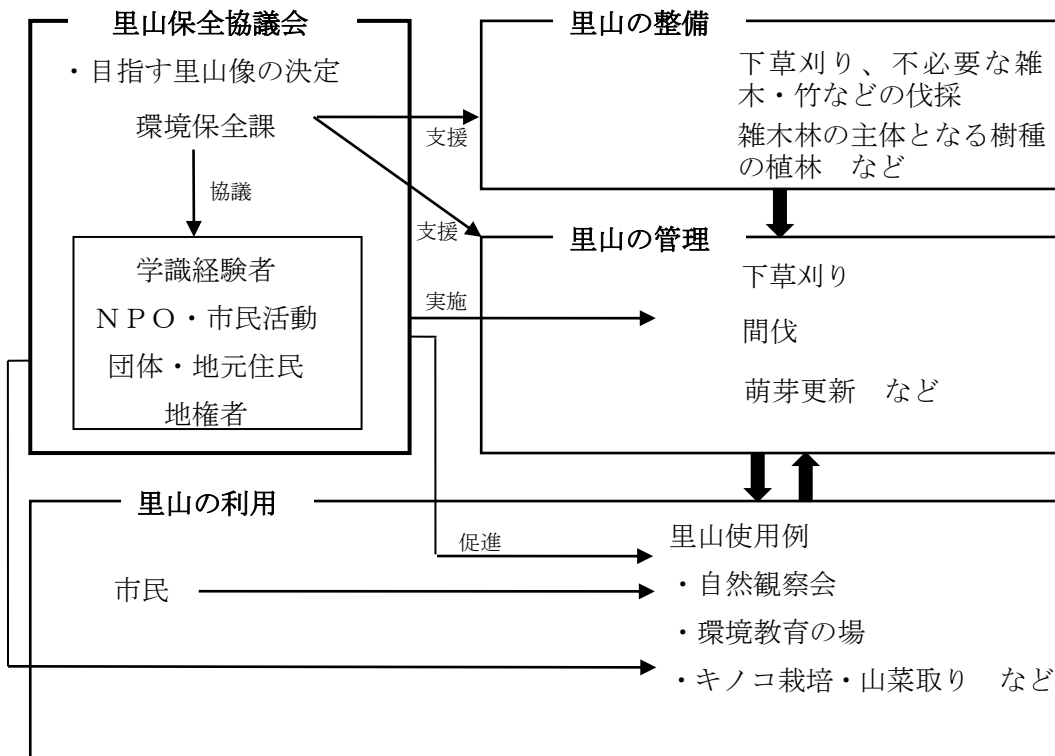 里山保全協議会
・目指す里山像の決定
環境保全課
協議
学識経験者
ＮＰＯ・市民活動
団体・地元住民
地権者
支援
支援
実施
里山の整備
下草刈り、不必要な雑
木・竹などの伐採
雑木林の主体となる樹種
の植林　など
里山の管理
下草刈り
間伐
萌芽更新　など
里山の利用
促進
市民
里山使用例
・自然観察会
・環境教育の場
・キノコ栽培・山菜取り　など